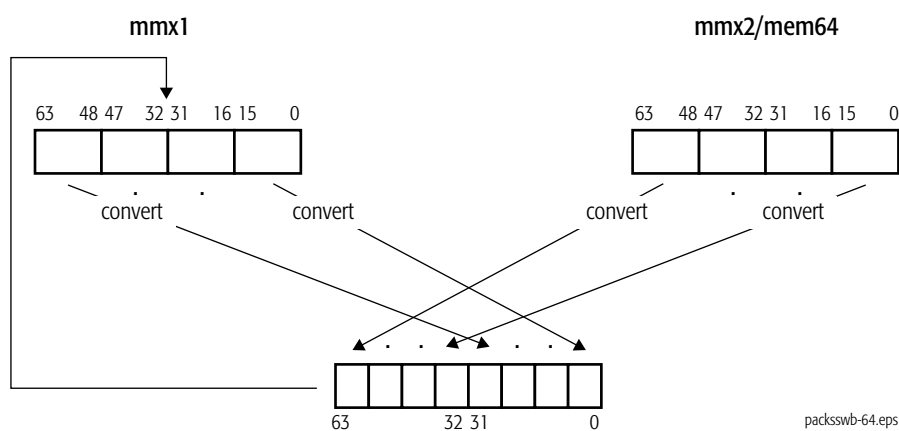 mmx1 mmx2/mem64
63 48 47 32 31 16 15 0 63 48 47 32 31 16 15 0
. . . .
convert convert convert convert
. . . .
63 32 31 0
packsswb-64.eps